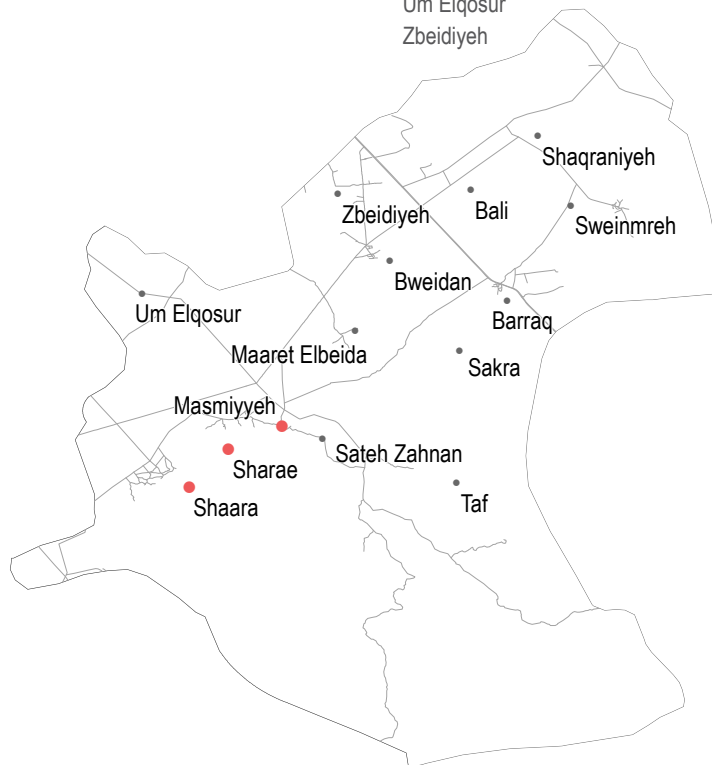 Um Elqosur
Zbeidiyeh
Shaqraniyeh
Zbeidiyeh
Bali
Sweinmreh
Bweidan
Um Elqosur
Barraq
Maaret Elbeida
Sakra
Masmiyyeh
Sateh Zahnan
Sharae
Taf
Shaara